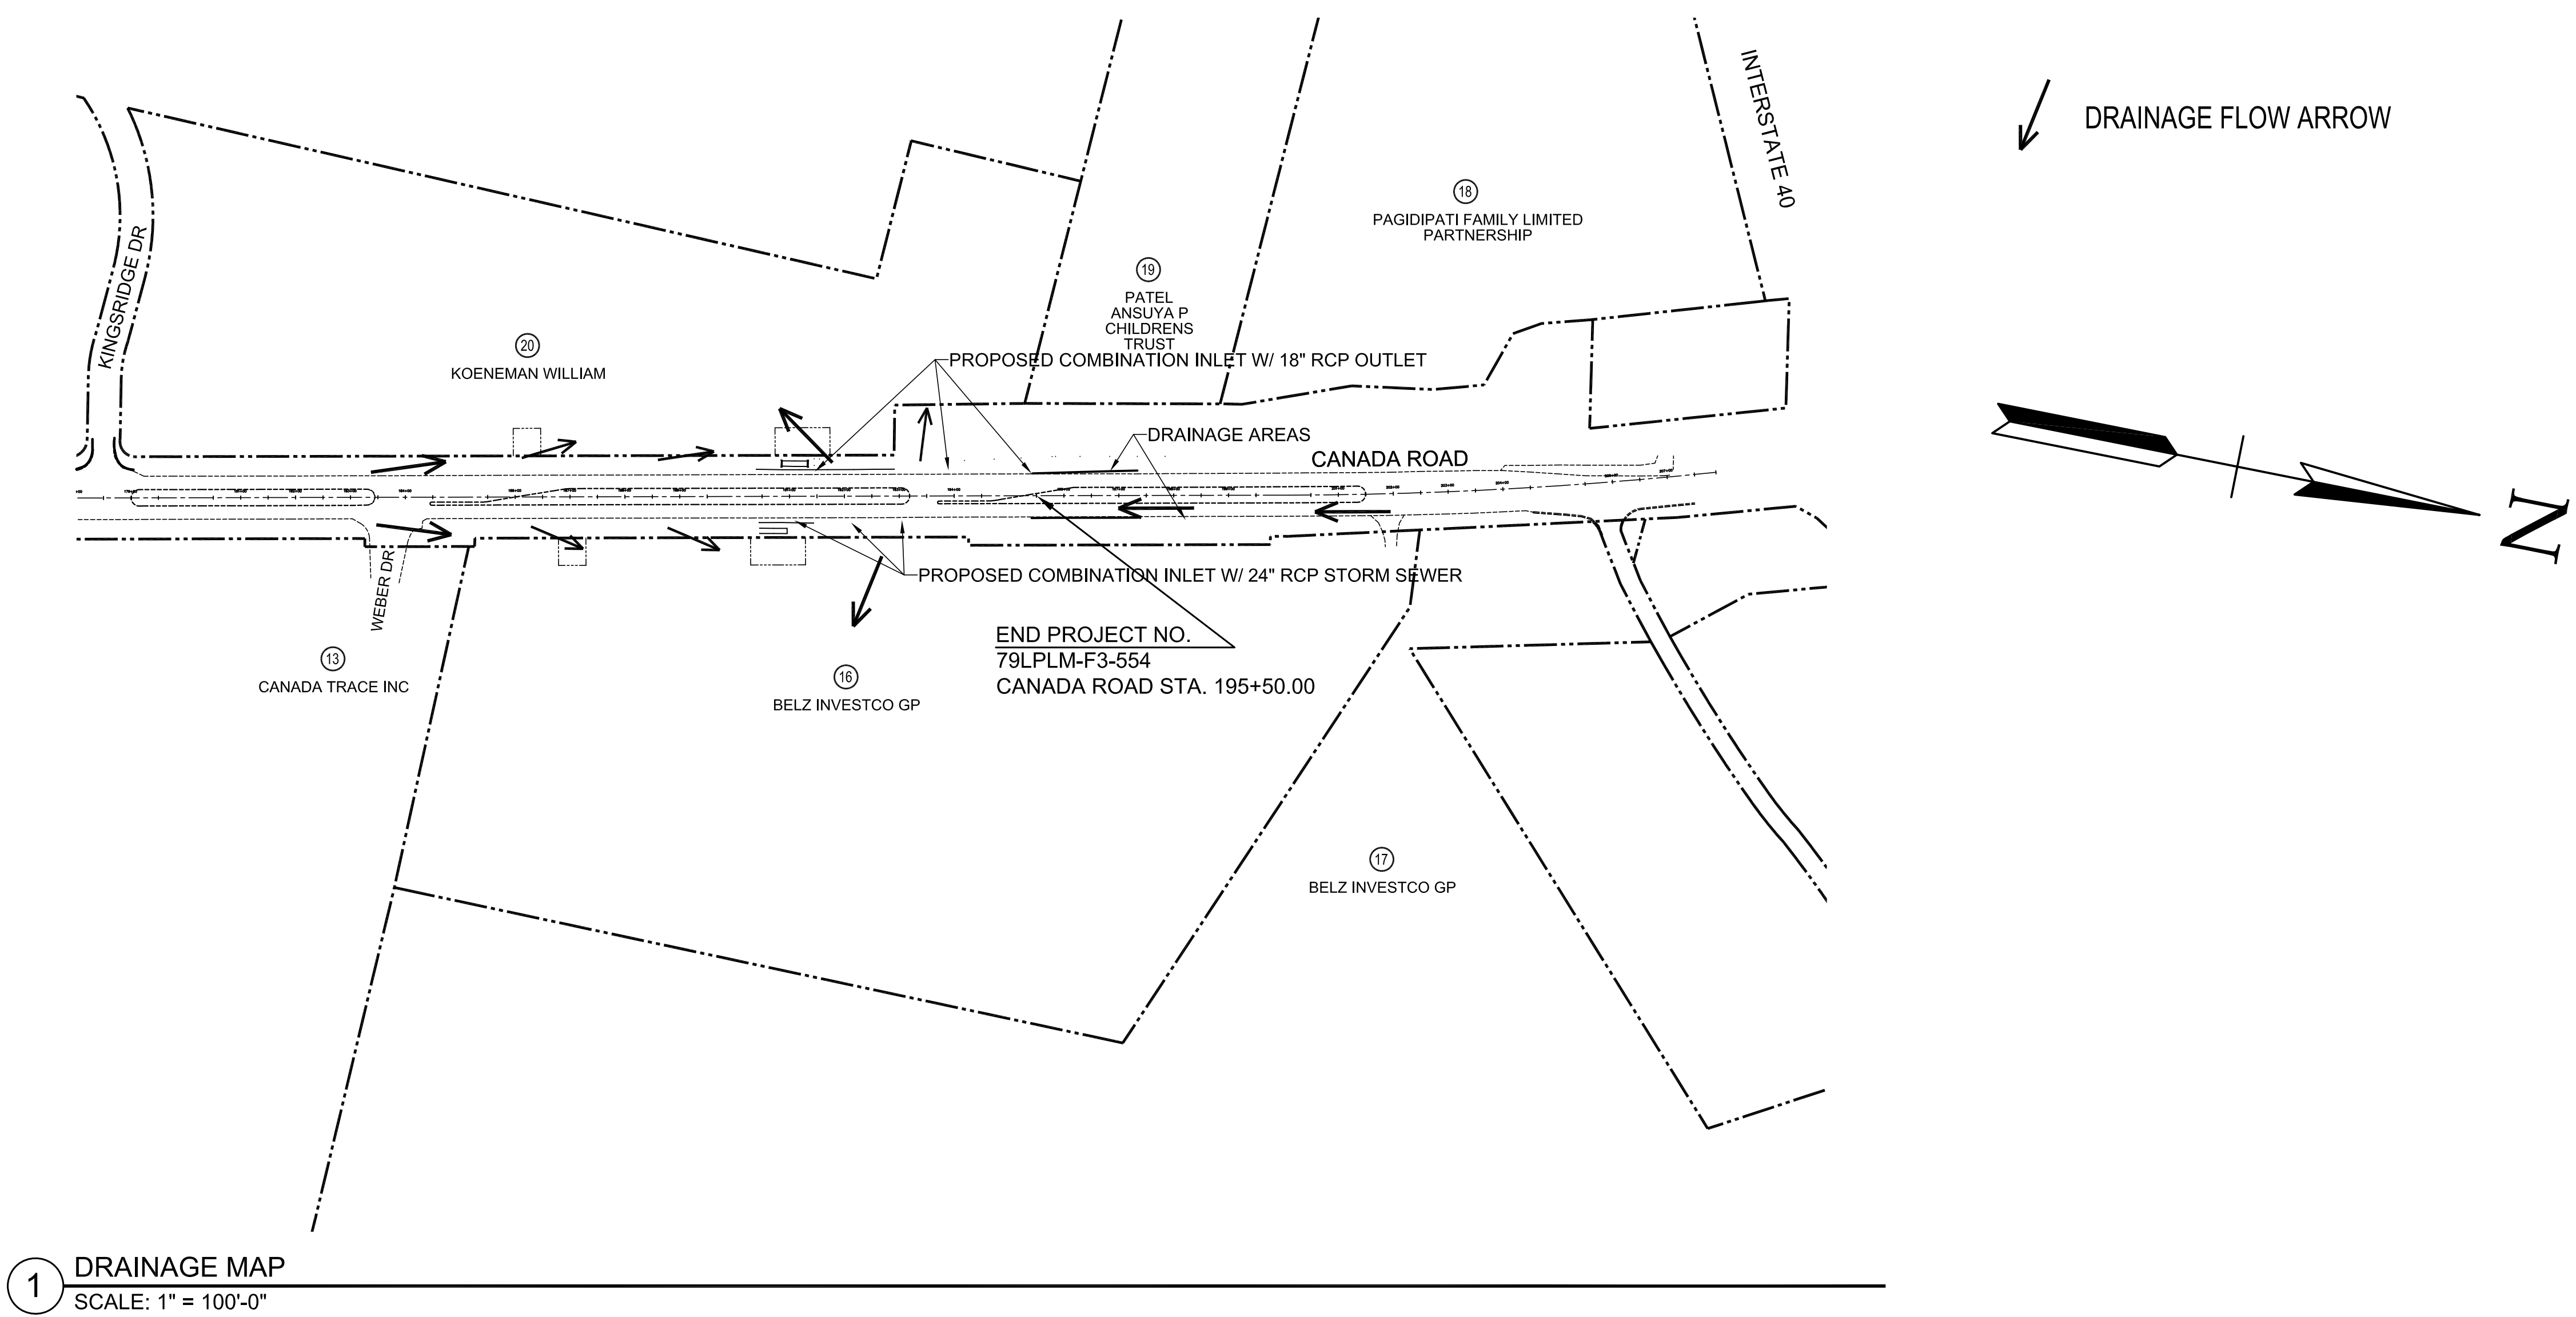 INTERSTATE 40
DRAINAGE FLOW ARROW
18
PAGIDIPATI FAMILY LIMITED
PARTNERSHIP
KINGSRIDGE DR
19
PATEL
ANSUYA P
CHILDRENS
TRUST
20
KOENEMAN WILLIAM
PROPOSED COMBINATION INLET W/ 18" RCP OUTLET
DRAINAGE AREAS
CANADA ROAD
N
WEBER DR
PROPOSED COMBINATION INLET W/ 24" RCP STORM SEWER
END PROJECT NO.
79LPLM-F3-554
CANADA ROAD STA. 195+50.00
13
CANADA TRACE INC
16
BELZ INVESTCO GP
17
BELZ INVESTCO GP
1
DRAINAGE MAP
SCALE: 1" = 100'-0"